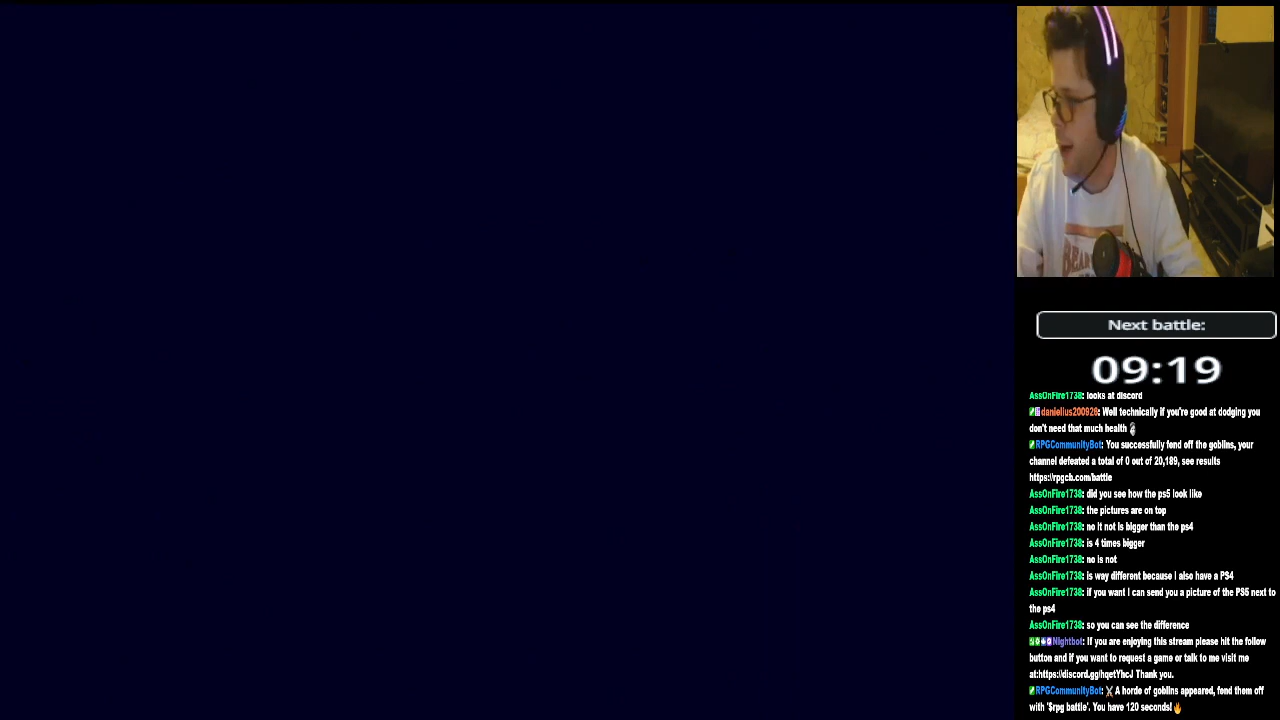 Next battle:
09:19
AssOnFire1738: looks at discord
danielius200926: Well technically if you're good at dodging you
don't need that much health
RPGCommunityBot: You successfully fend off the goblins, your
channel defeated a total of 0 out of 20,189, see results
https://rpgcb.com/battle
AssOnFire1738: did you see how the ps5 look like
AssOnFire1738: the pictures are on top
AssOnFire1738: no it not is bigger than the ps4
AssOnFire1738: is 4 times bigger
AssOnFire1738: no is not
AssOnFire1738: is way different because I also have a PS4
AssOnFire1738: if you want I can send you a picture of the PS5 next to
the ps4
AssOnFire1738: so you can see the difference
Nightbot: If you are enjoying this stream please hit the follow
button and if you want to request a game or talk to me visit me
at:https://discord.gg/hqetYhcJ Thank you.
RPGCommunityBot: A horde of goblins appeared, fend them off
with '$rpg battle'. You have 120 seconds!